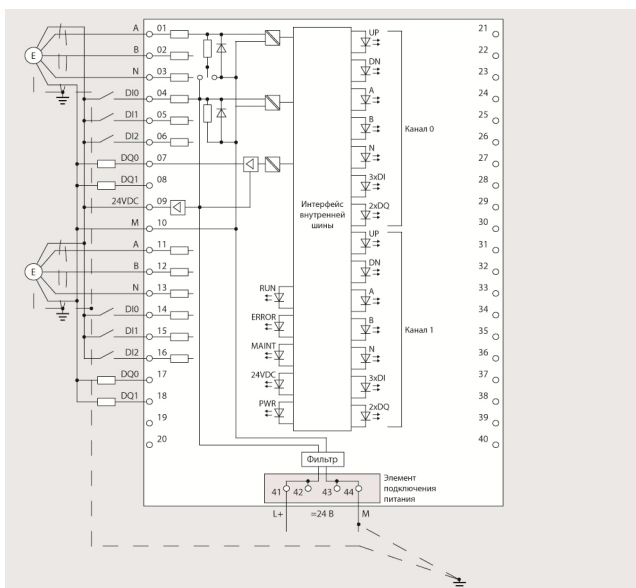 A 01 UP 21
B 02 22
E
N 03 DN 23
DI0 04 A 24
DI1 05 25
B Канал 0
DI2 06 26
DQ0 07 N 27
DQ1 08 3xDI 28
24VDC 09 Интерфейс внутренней шины 2xDQ 29
M 10 30
A 11 UP 31
E
B 12 DN 32
N 13 RUN A 33
DI0 14 ERROR 34
B Канал 1
DI1 15 35
DI2 16 MAINT N 36
DQ0 17 24VDC 3xDI 37
DQ1 18 PWR 2xDQ 38
19 39
20 40
Фильтр
41 42 43 44 Элемент подключения питания
L+ =24 В M